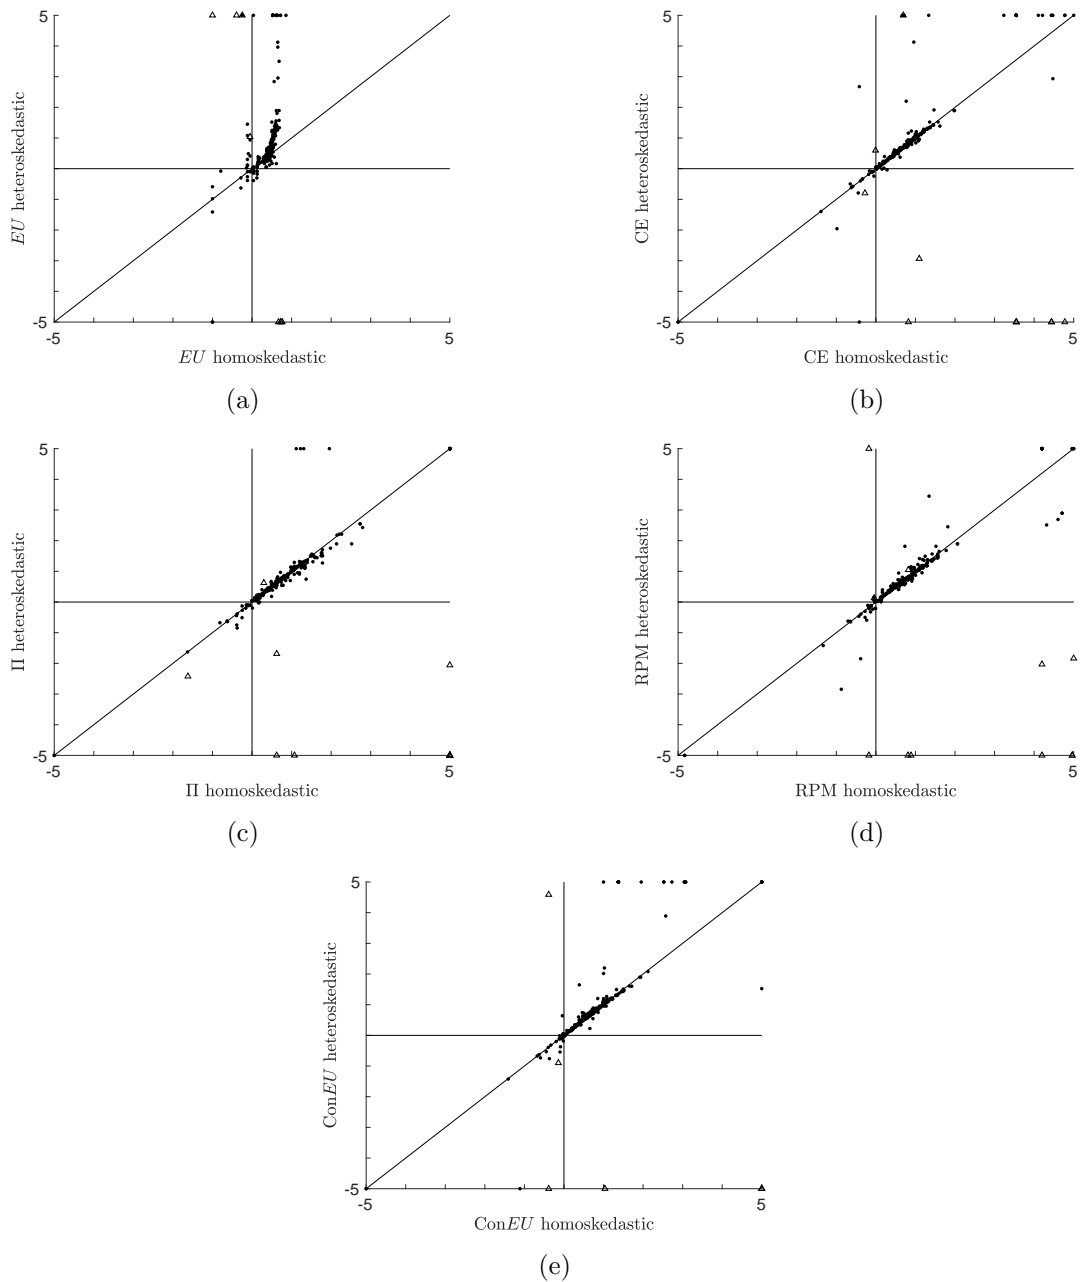 5
EU heteroskedastic
-5
-5
5
EU homoskedastic
(a)
5
CE heteroskedastic
-5
-5
5
CE homoskedastic
(b)
5
Π heteroskedastic
-5
-5
5
Π homoskedastic
(c)
5
RPM heteroskedastic
-5
-5
5
RPM homoskedastic
(d)
5
ConEU heteroskedastic
-5
-5
5
ConEU homoskedastic
(e)